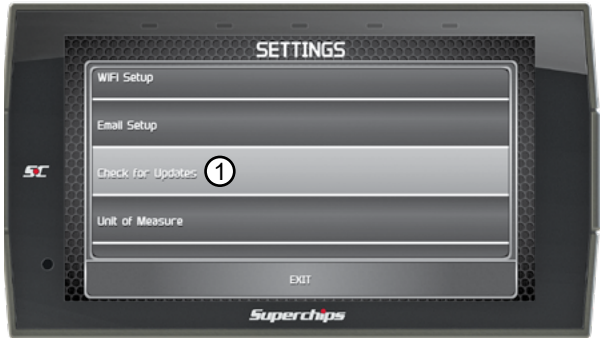 SETTINGS
WiFi Setup
Email Setup
Check for Updates 1
Unit of Measure
EXIT
SC
Superchips